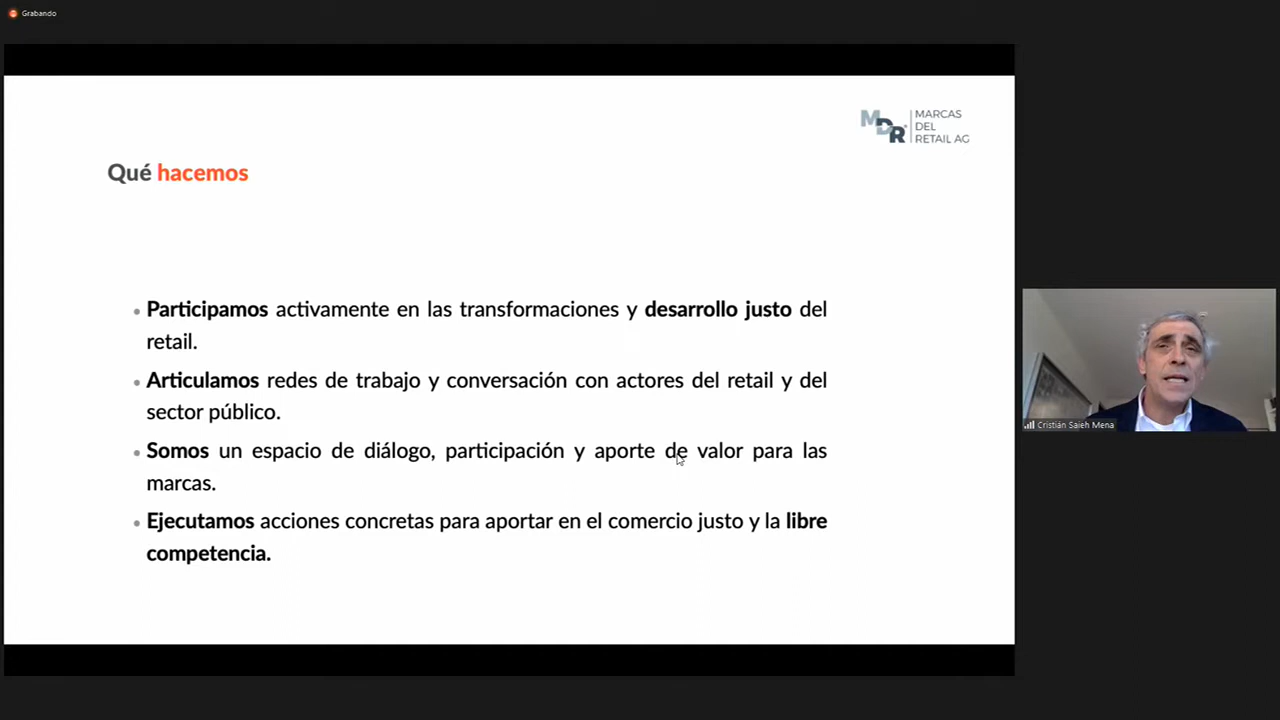 Grabando
MDR
MARCAS
DEL
RETAIL AG
Qué hacemos
• Participamos activamente en las transformaciones y desarrollo justo del
retail.
• Articulamos redes de trabajo y conversación con actores del retail y del
sector público.
• Somos un espacio de diálogo, participación y aporte de valor para las
marcas.
• Ejecutamos acciones concretas para aportar en el comercio justo y la libre
competencia.
Cristián Saieh Mena